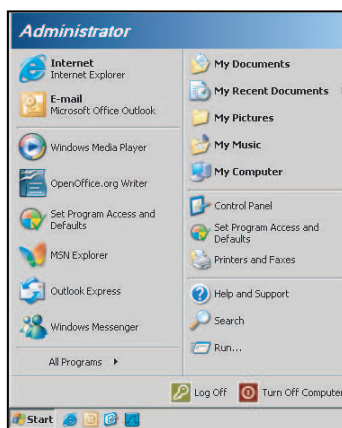 Administrator
Internet
Internet Explorer
E-mail
Microsoft Office Outlook
Windows Media Player
OpenOffice.org Writer
Set Program Access and
Defaults
MSN Explorer
Outlook Express
Windows Messenger
All Programs
My Documents
My Recent Documents
My Pictures
My Music
My Computer
Control Panel
Set Program Access and
Defaults
Printers and Faxes
Help and Support
Search
Run...
Log Off
Turn Off Computer
Start